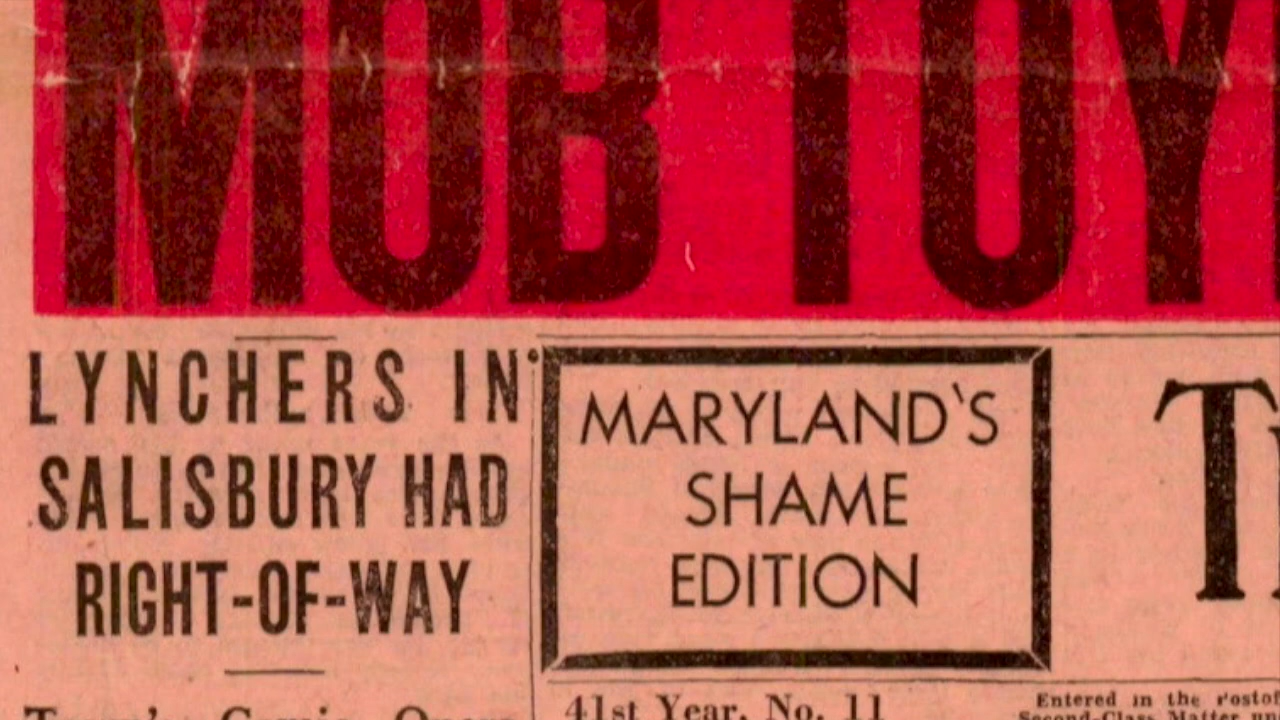 MOB TOY
LYNCHERS IN
SALISBURY HAD
RIGHT-OF-WAY
MARYLAND'S
SHAME
EDITION
41st Year, No. 11
Entered in the
Second-Class Matter